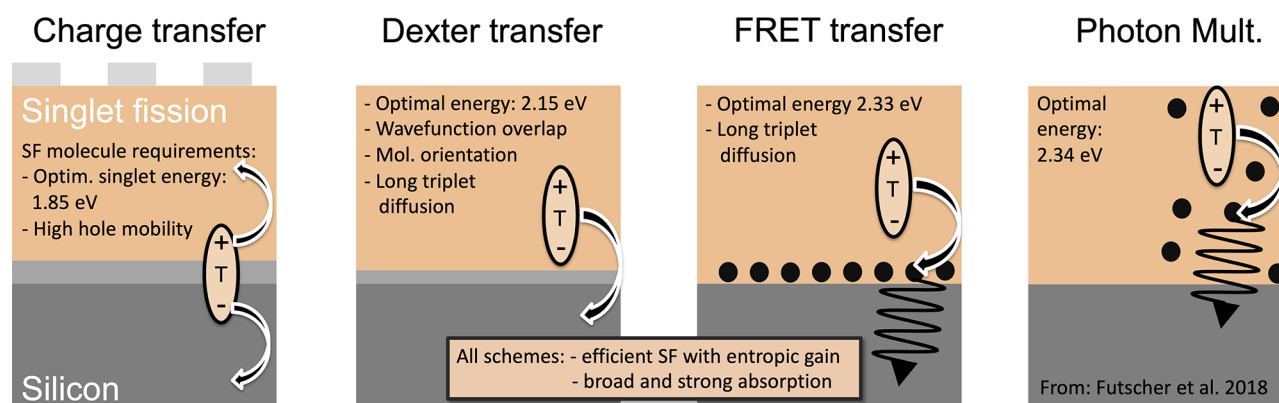 Charge transfer
Singlet fission
SF molecule requirements:
- Optim. singlet energy:
1.85 eV
- High hole mobility
+
T
-
Silicon
Dexter transfer
- Optimal energy: 2.15 eV
- Wavefunction overlap
- Mol. orientation
- Long triplet
diffusion
+
T
-
FRET transfer
- Optimal energy 2.33 eV
- Long triplet
diffusion
+
T
-
Photon Mult.
Optimal
energy:
2.34 eV
+
T
-
All schemes: - efficient SF with entropic gain
- broad and strong absorption
From: Futscher et al. 2018